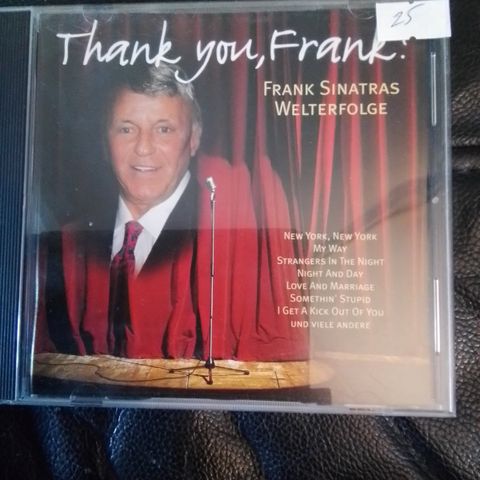 Thank you, Frank!
25
FRANK SINATRAS
WELTERFOLGE
NEW YORK, NEW YORK
MY WAY
STRANGERS IN THE NIGHT
NIGHT AND DAY
LOVE AND MARRIAGE
SOMETHIN' STUPID
I GET A KICK OUT OF YOU
UND VIELE ANDERE